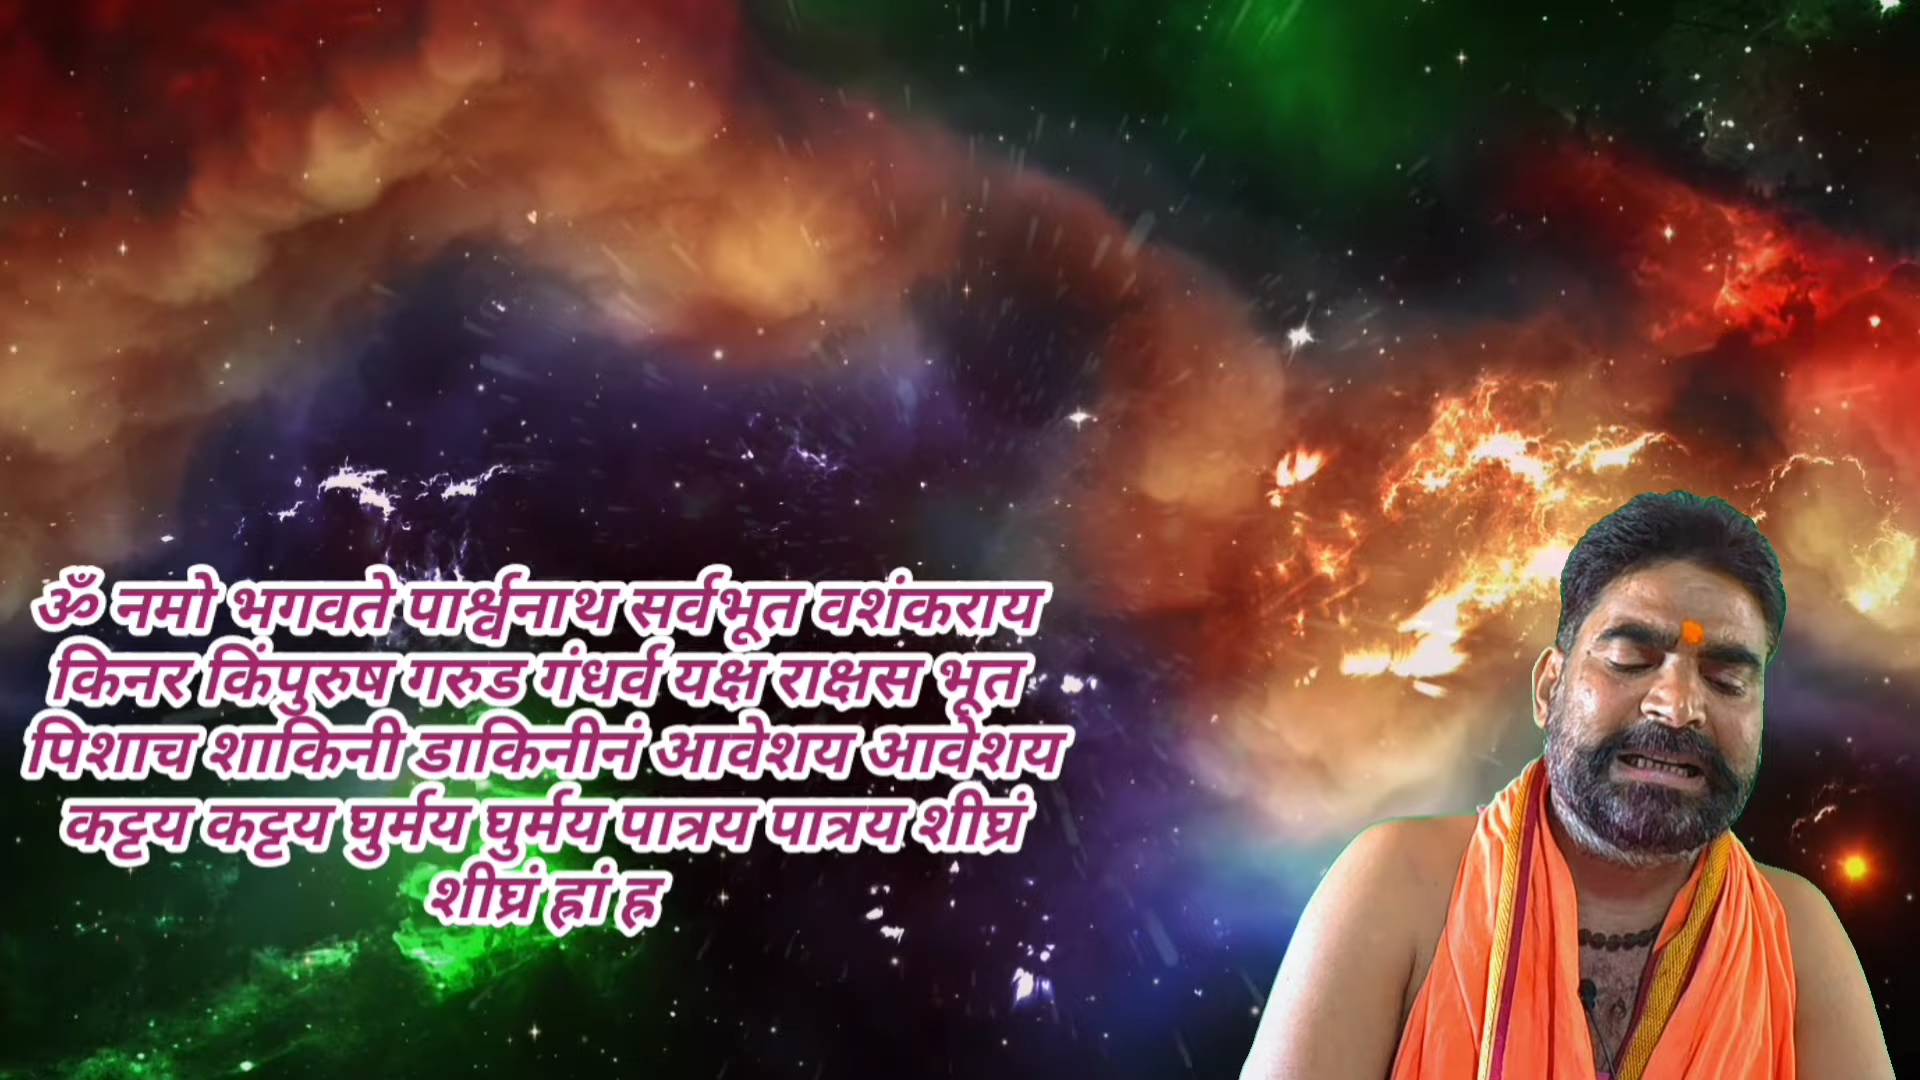 ॐ नमो भगवते पार्श्वनाथ सर्वभूत वशंकराय
किनर किंपुरुष गरुड गंधर्व यक्ष राक्षस भूत
पिशाच शाकिनी डाकिनीनं आवेशय आवेशय
कट्टय कट्टय घुर्मय घुर्मय पात्रय पात्रय शीघ्रं
शीघ्रं ह्रां ह्र